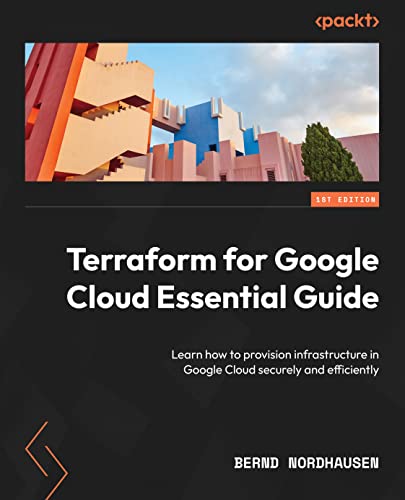 <packt>
1ST EDITION
Terraform for Google
Cloud Essential Guide
Learn how to provision infrastructure in
Google Cloud securely and efficiently
BERND NORDHAUSEN